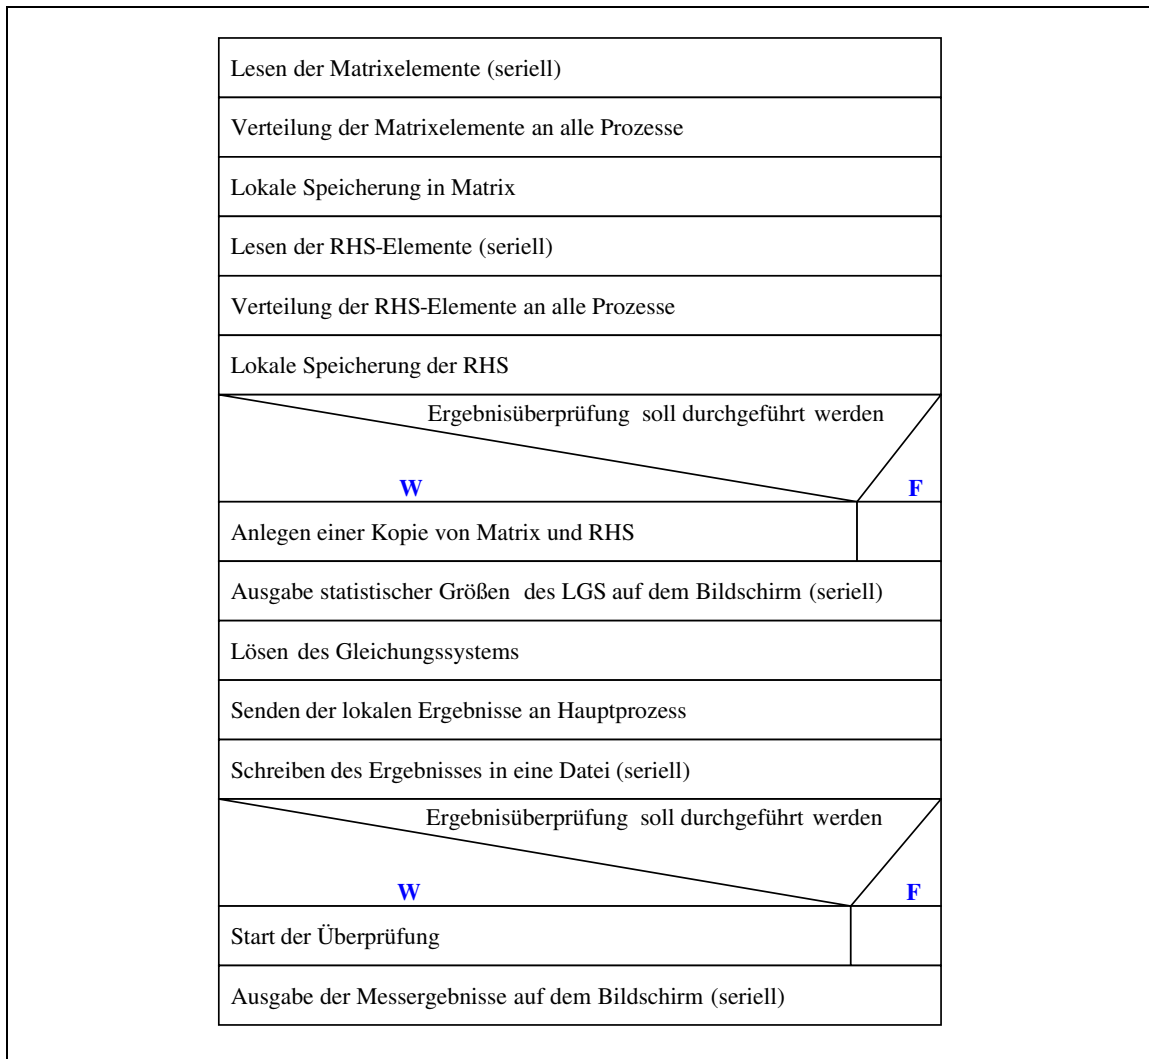 Lesen der Matrixelemente (seriell)
Verteilung der Matrixelemente an alle Prozesse
Lokale Speicherung in Matrix
Lesen der RHS-Elemente (seriell)
Verteilung der RHS-Elemente an alle Prozesse
Lokale Speicherung der RHS
Ergebnisüberprüfung soll durchgeführt werden
W F
Anlegen einer Kopie von Matrix und RHS
Ausgabe statistischer Größen des LGS auf dem Bildschirm (seriell)
Lösen des Gleichungssystems
Senden der lokalen Ergebnisse an Hauptprozess
Schreiben des Ergebnisses in eine Datei (seriell)
Ergebnisüberprüfung soll durchgeführt werden
W F
Start der Überprüfung
Ausgabe der Messergebnisse auf dem Bildschirm (seriell)